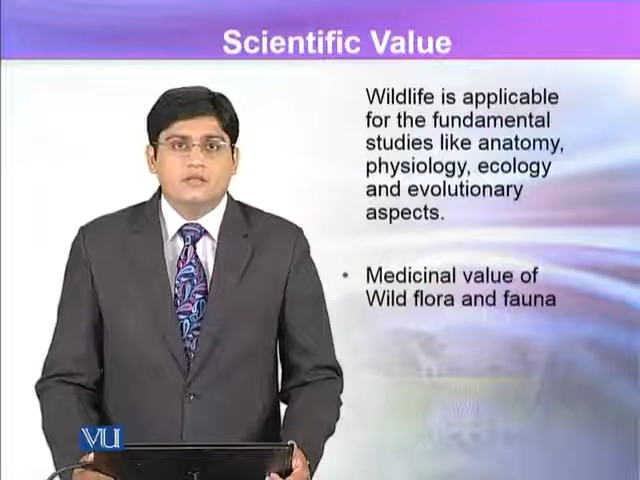 Scientific Value
Wildlife is applicable
for the fundamental
studies like anatomy,
physiology, ecology
and evolutionary
aspects.
• Medicinal value of
Wild flora and fauna
VU